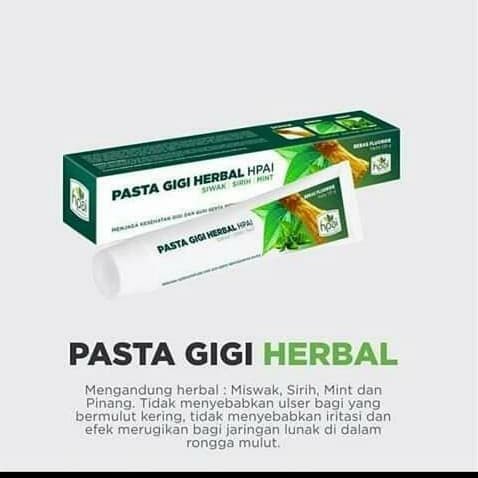 PASTA GIGI HERBAL HPAI
SIWAK | SIRIH | MINT
BEBAS FLUORIDE
hpai
PASTA GIGI HERBAL HPAI
hpai
PASTA GIGI HERBAL
Mengandung herbal : Miswak, Sirih, Mint dan
Pinang. Tidak menyebabkan ulser bagi yang
bermulut kering, tidak menyebabkan iritasi dan
efek merugikan bagi jaringan lunak di dalam
rongga mulut.